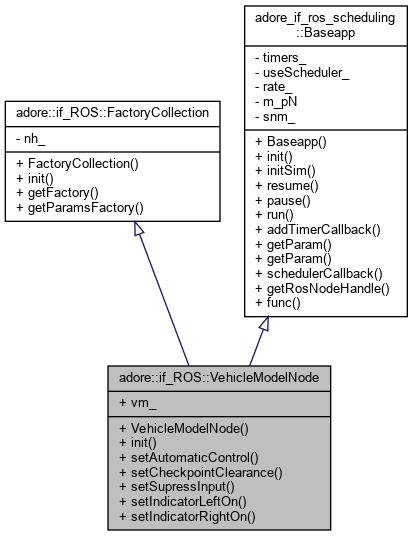 adore_if_ros_scheduling
::Baseapp
- timers_
- useScheduler_
- rate_
- m_pN
- snm_
+ Baseapp()
+ init()
+ initSim()
+ resume()
+ pause()
+ run()
+ addTimerCallback()
+ getParam()
+ getParam()
+ schedulerCallback()
+ getRosNodeHandle()
+ func()
adore::if_ROS::FactoryCollection
- nh_
+ FactoryCollection()
+ init()
+ getFactory()
+ getParamsFactory()
adore::if_ROS::VehicleModelNode
+ vm_
+ VehicleModelNode()
+ init()
+ setAutomaticControl()
+ setCheckpointClearance()
+ setSupressInput()
+ setIndicatorLeftOn()
+ setIndicatorRightOn()